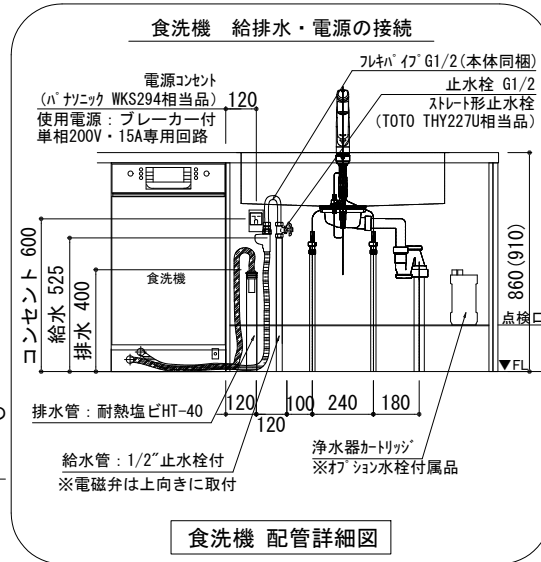 食洗機 給排水・電源の接続
フレキパイプ G1/2(本体同梱)
電源コンセント
(パナソニック WKS294相当品)
使用電源：ブレーカー付
単相200V・15A専用回路
120
止水栓 G1/2
ストレート形止水栓
(TOTO THY227U相当品)
コンセント 600
給水 525
排水 400
食洗機
860(910)
点検口
▼FL
120
120
100
240
180
排水管：耐熱塩ビHT-40
給水管：1/2"止水栓付
※電磁弁は上向きに取付
浄水器カートリッジ
※オプション水栓付属品
食洗機 配管詳細図